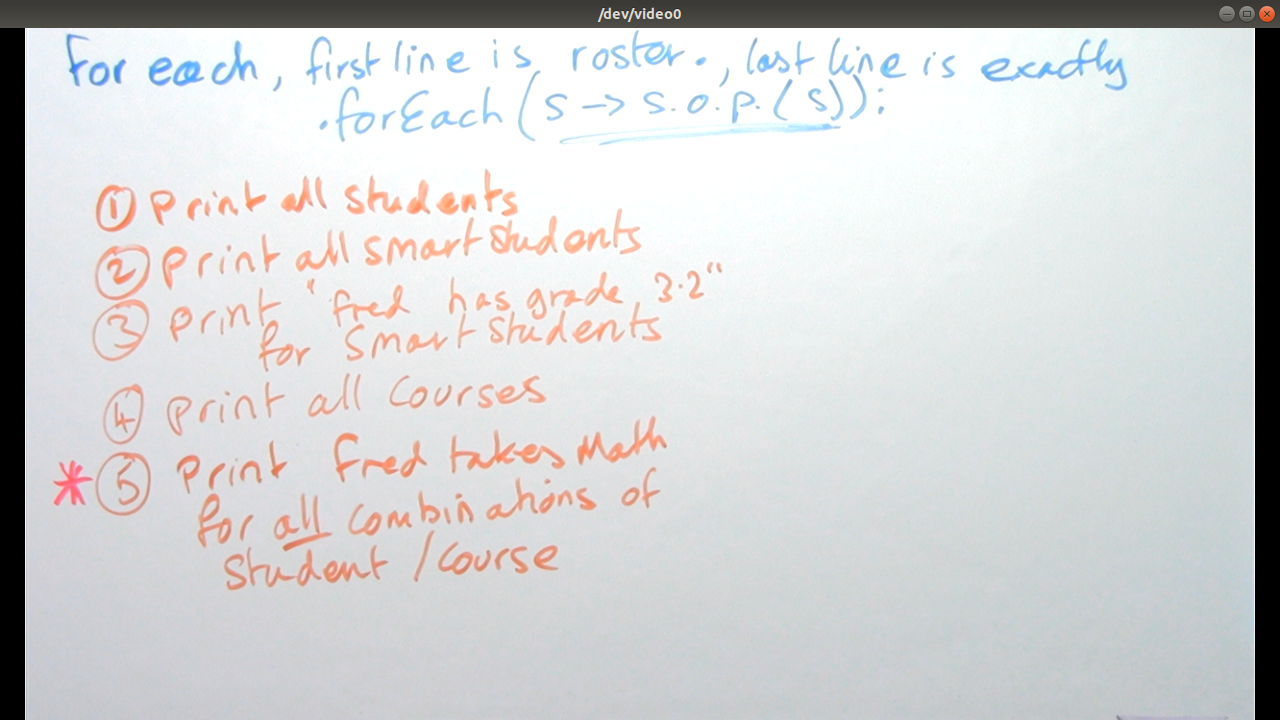 /dev/video0
For each, first line is roster. , last line is exactly
.forEach(s -> s.o.p.(s));
① Print all students
② Print all smart students
③ Print "Fred has grade, 3.2"
for smart students
④ Print all Courses
* ⑤ Print Fred takes Math
for all combinations of
Student / Course